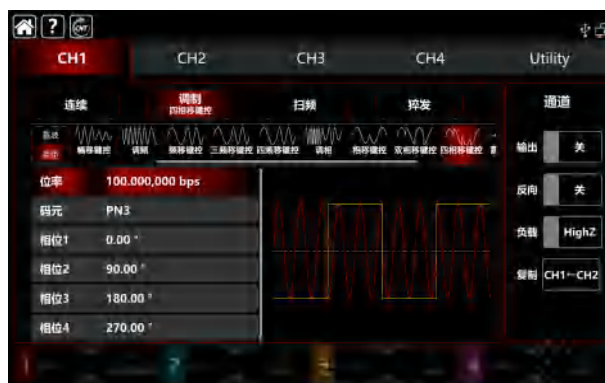 ? CNT
CH1 CH2 CH3 CH4 Utility
连续 调制 扫频 猝发 通道
四相移键控
幅移键控 调频 频移键控 三频移键控 四频移键控 调相 相移键控 双相移键控 四相移键控
输出 关
位率 100.000,000 bps
反向 关
码元 PN3
相位1 0.00 °
负载 HighZ
相位2 90.00 °
复制 CH1←CH2
相位3 180.00 °
相位4 270.00 °
1 2 3 4